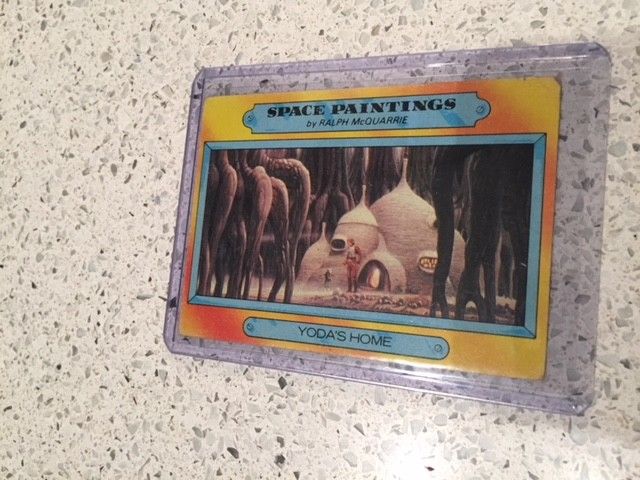 SPACE PAINTINGS
by RALPH McQUARRIE
YODA'S HOME